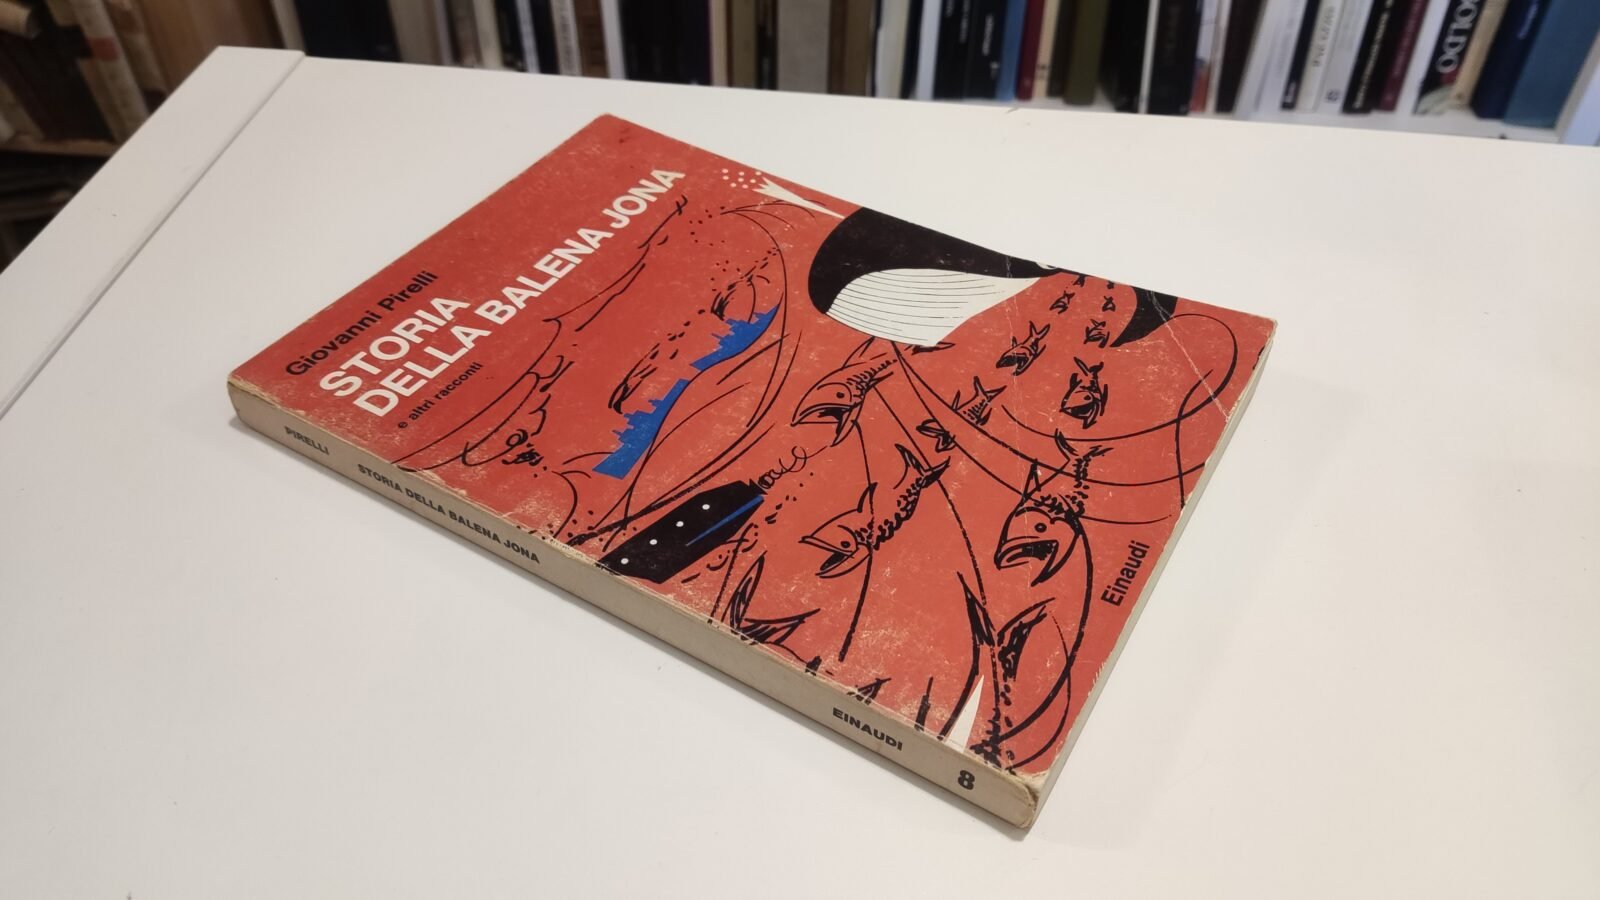 Giovanni Pirelli
STORIA
DELLA BALENA JONA
e altri racconti
Einaudi
PIRELLI STORIA DELLA BALENA JONA EINAUDI 8